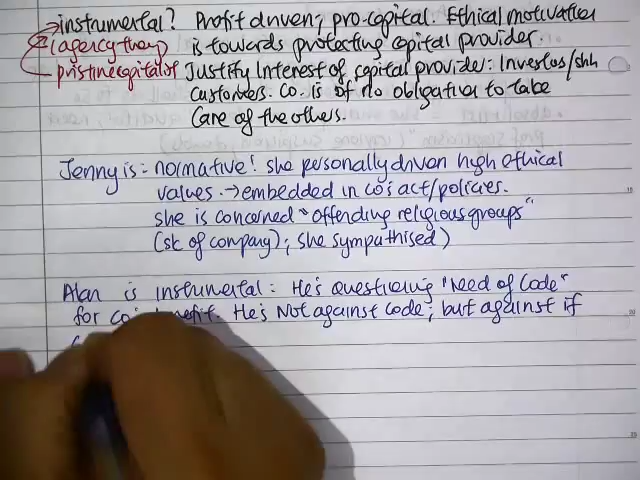 →instrumental? Profit driven; pro-capital. Ethical motivation
(agency theory) is towards protecting capital provider.
pristine capitalist Justify Interest of capital provider: Investors/shh
customers. Co. is of no obligation to take
Care of the others.
Jenny is: normative! she personally driven high ethical
values. → embedded in co's act/policies.
she is concerned "offending religious groups"
(sk of company); she sympathised)
Alan is instrumental: He's questioning "Need of Code"
for co's benefit. He's Not against Code; but against if